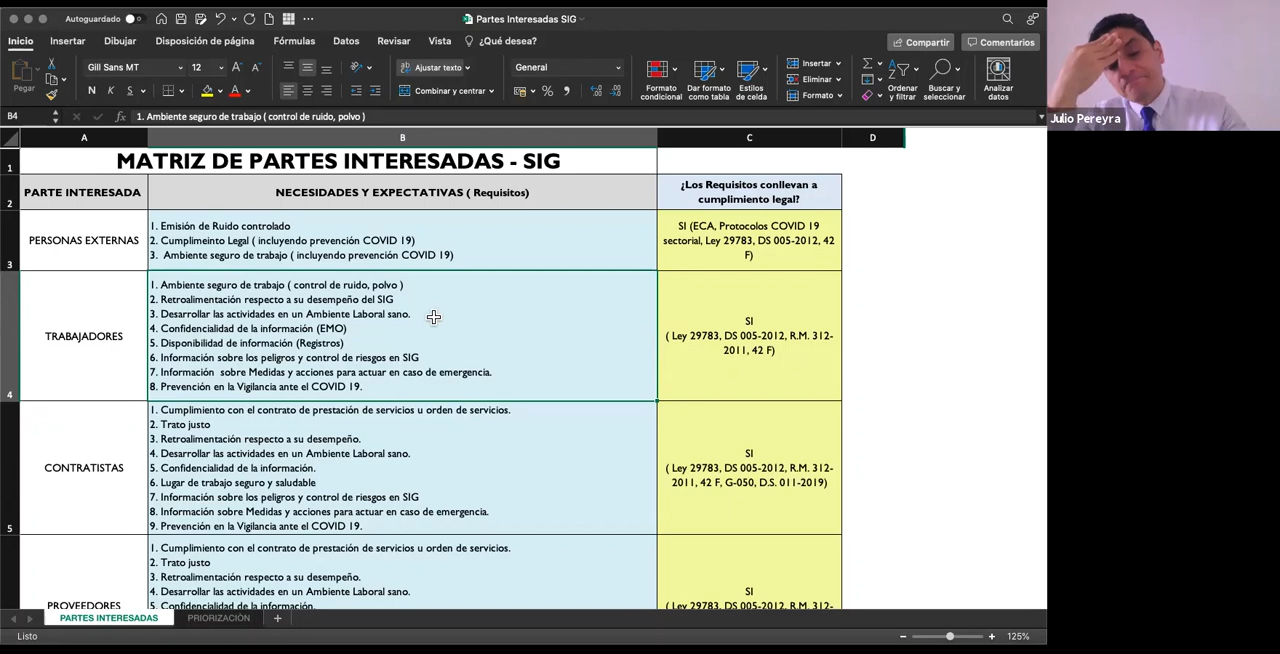 Autoguardado
Partes Interesadas SIG
Inicio Insertar Dibujar Disposición de página Fórmulas Datos Revisar Vista ¿Qué desea? Compartir Comentarios
Pegar
Gill Sans MT 12
N K S
Ajustar texto
Combinar y centrar
General
Formato condicional
Dar formato como tabla
Estilos de celda
Insertar
Eliminar
Formato
Ordenar y filtrar
Buscar y seleccionar
Analizar datos
Julio Pereyra
B4 fx 1. Ambiente seguro de trabajo ( control de ruido, polvo )
A B C D
1 MATRIZ DE PARTES INTERESADAS - SIG
2 PARTE INTERESADA NECESIDADES Y EXPECTATIVAS ( Requisitos) ¿Los Requisitos conllevan a
cumplimiento legal?
3 PERSONAS EXTERNAS
1. Emisión de Ruido controlado
2. Cumplimeinto Legal ( incluyendo prevención COVID 19)
3. Ambiente seguro de trabajo ( incluyendo prevención COVID 19)
SI (ECA, Protocolos COVID 19
sectorial, Ley 29783, DS 005-2012, 42
F)
4 TRABAJADORES
1. Ambiente seguro de trabajo ( control de ruido, polvo )
2. Retroalimentación respecto a su desempeño del SIG
3. Desarrollar las actividades en un Ambiente Laboral sano.
4. Confidencialidad de la información (EMO)
5. Disponibilidad de información (Registros)
6. Información sobre los peligros y control de riesgos en SIG
7. Información sobre Medidas y acciones para actuar en caso de emergencia.
8. Prevención en la Vigilancia ante el COVID 19.
SI
( Ley 29783, DS 005-2012, R.M. 312-
2011, 42 F)
5 CONTRATISTAS
1. Cumplimiento con el contrato de prestación de servicios u orden de servicios.
2. Trato justo
3. Retroalimentación respecto a su desempeño.
4. Desarrollar las actividades en un Ambiente Laboral sano.
5. Confidencialidad de la información.
6. Lugar de trabajo seguro y saludable
7. Información sobre los peligros y control de riesgos en SIG
8. Información sobre Medidas y acciones para actuar en caso de emergencia.
9. Prevención en la Vigilancia ante el COVID 19.
SI
( Ley 29783, DS 005-2012, R.M. 312-
2011, 42 F, G-050, D.S. 011-2019)
PROVEEDORES
1. Cumplimiento con el contrato de prestación de servicios u orden de servicios.
2. Trato justo
3. Retroalimentación respecto a su desempeño.
4. Desarrollar las actividades en un Ambiente Laboral sano.
5. Confidencialidad de la información.
SI
( Ley 29783, DS 005-2012, R.M. 312-
PARTES INTERESADAS PRIORIZACIÓN +
Listo 125%